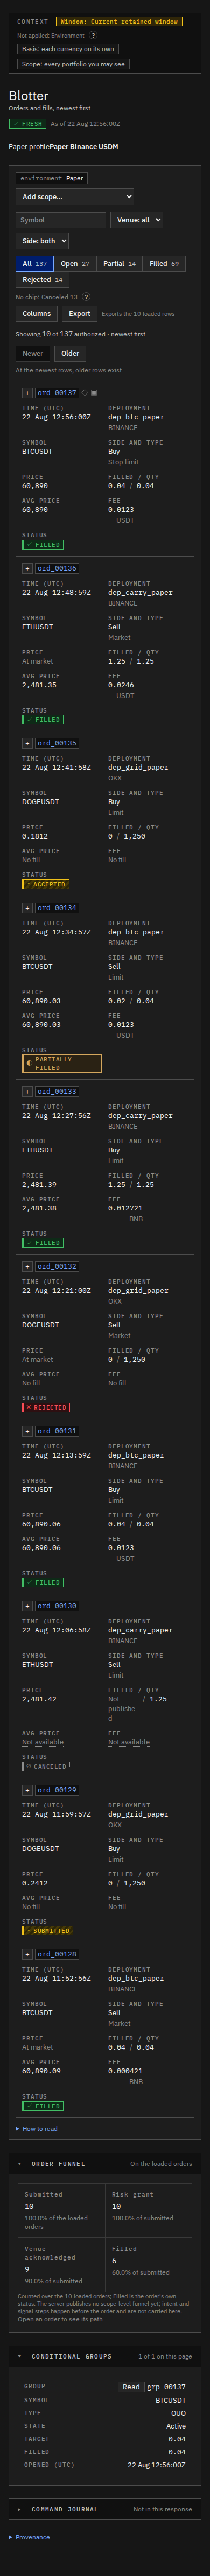 CONTEXT Window: Current retained window
Not applied: Environment ?
Basis: each currency on its own
Scope: every portfolio you may see
Blotter
Orders and fills, newest first
✓ FRESH As of 22 Aug 12:56:00Z
Paper profile Paper Binance USDM
environment Paper
Add scope...
Symbol Venue: all
Side: both
All 137 Open 27 Partial 14 Filled 69
Rejected 14
No chip: Canceled 13 ?
Columns Export Exports the 10 loaded rows
Showing 10 of 137 authorized · newest first
Newer Older
At the newest rows, older rows exist
+ ord_00137
TIME (UTC) DEPLOYMENT
22 Aug 12:56:00Z dep_btc_paper
BINANCE
SYMBOL SIDE AND TYPE
BTCUSDT Buy
Stop limit
PRICE FILLED / QTY
60,890 0.04 / 0.04
AVG PRICE FEE
60,890 0.0123
USDT
STATUS
✓ FILLED
+ ord_00136
TIME (UTC) DEPLOYMENT
22 Aug 12:48:59Z dep_carry_paper
BINANCE
SYMBOL SIDE AND TYPE
ETHUSDT Sell
Market
PRICE FILLED / QTY
At market 1.25 / 1.25
AVG PRICE FEE
2,481.35 0.0246
USDT
STATUS
✓ FILLED
+ ord_00135
TIME (UTC) DEPLOYMENT
22 Aug 12:41:58Z dep_grid_paper
OKX
SYMBOL SIDE AND TYPE
DOGEUSDT Buy
Limit
PRICE FILLED / QTY
0.1812 0 / 1,250
AVG PRICE FEE
No fill No fill
STATUS
ACCEPTED
+ ord_00134
TIME (UTC) DEPLOYMENT
22 Aug 12:34:57Z dep_btc_paper
BINANCE
SYMBOL SIDE AND TYPE
BTCUSDT Sell
Limit
PRICE FILLED / QTY
60,890.03 0.02 / 0.04
AVG PRICE FEE
60,890.03 0.0123
USDT
STATUS
PARTIALLY
FILLED
+ ord_00133
TIME (UTC) DEPLOYMENT
22 Aug 12:27:56Z dep_carry_paper
BINANCE
SYMBOL SIDE AND TYPE
ETHUSDT Buy
Limit
PRICE FILLED / QTY
2,481.39 1.25 / 1.25
AVG PRICE FEE
2,481.38 0.012721
BNB
STATUS
✓ FILLED
+ ord_00132
TIME (UTC) DEPLOYMENT
22 Aug 12:21:00Z dep_grid_paper
OKX
SYMBOL SIDE AND TYPE
DOGEUSDT Sell
Market
PRICE FILLED / QTY
At market 0 / 1,250
AVG PRICE FEE
No fill No fill
STATUS
✕ REJECTED
+ ord_00131
TIME (UTC) DEPLOYMENT
22 Aug 12:13:59Z dep_btc_paper
BINANCE
SYMBOL SIDE AND TYPE
BTCUSDT Buy
Limit
PRICE FILLED / QTY
60,890.06 0.04 / 0.04
AVG PRICE FEE
60,890.06 0.0123
USDT
STATUS
✓ FILLED
+ ord_00130
TIME (UTC) DEPLOYMENT
22 Aug 12:06:58Z dep_carry_paper
BINANCE
SYMBOL SIDE AND TYPE
ETHUSDT Sell
Limit
PRICE FILLED / QTY
2,481.42 Not / 1.25
publishe
d
AVG PRICE FEE
Not available Not available
STATUS
CANCELED
+ ord_00129
TIME (UTC) DEPLOYMENT
22 Aug 11:59:57Z dep_grid_paper
OKX
SYMBOL SIDE AND TYPE
DOGEUSDT Buy
Limit
PRICE FILLED / QTY
0.2412 0 / 1,250
AVG PRICE FEE
No fill No fill
STATUS
SUBMITTED
+ ord_00128
TIME (UTC) DEPLOYMENT
22 Aug 11:52:56Z dep_btc_paper
BINANCE
SYMBOL SIDE AND TYPE
BTCUSDT Sell
Market
PRICE FILLED / QTY
At market 0.04 / 0.04
AVG PRICE FEE
60,890.09 0.000421
BNB
STATUS
✓ FILLED
▸ How to read
▾ ORDER FUNNEL On the loaded orders
Submitted Risk grant
10 10
100.0% of the loaded orders 100.0% of submitted
Venue acknowledged Filled
9 6
90.0% of submitted 60.0% of submitted
Counted over the 10 loaded orders; Filled is the order's own
status. The server publishes no scope-level funnel yet; intent and
signal steps happen before the order and are not carried here.
Open an order to see its path
▾ CONDITIONAL GROUPS 1 of 1 on this page
GROUP Read grp_00137
SYMBOL BTCUSDT
TYPE OUO
STATE Active
TARGET 0.04
FILLED 0.04
OPENED (UTC) 22 Aug 12:56:00Z
▸ COMMAND JOURNAL Not in this response
▸ Provenance